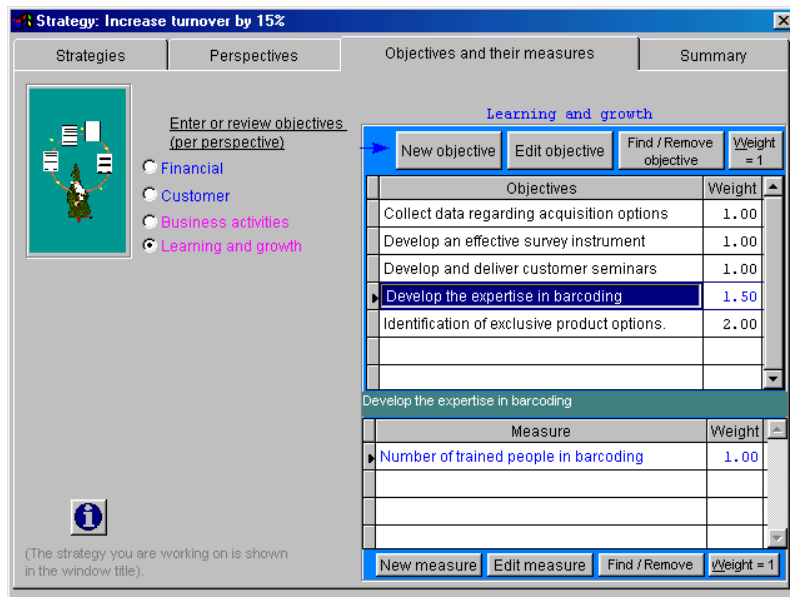 Strategy: Increase turnover by 15%
Strategies
Perspectives
Objectives and their measures
Summary
Enter or review objectives
(per perspective)
Financial
Customer
Business activities
Learning and growth
Learning and growth
New objective
Edit objective
Find / Remove
objective
Weight
= 1
Objectives Weight
Collect data regarding acquisition options 1.00
Develop an effective survey instrument 1.00
Develop and deliver customer seminars 1.00
Develop the expertise in barcoding 1.50
Identification of exclusive product options. 2.00
Develop the expertise in barcoding
Measure Weight
Number of trained people in barcoding 1.00
(The strategy you are working on is shown
in the window title).
New measure Edit measure Find / Remove Weight = 1